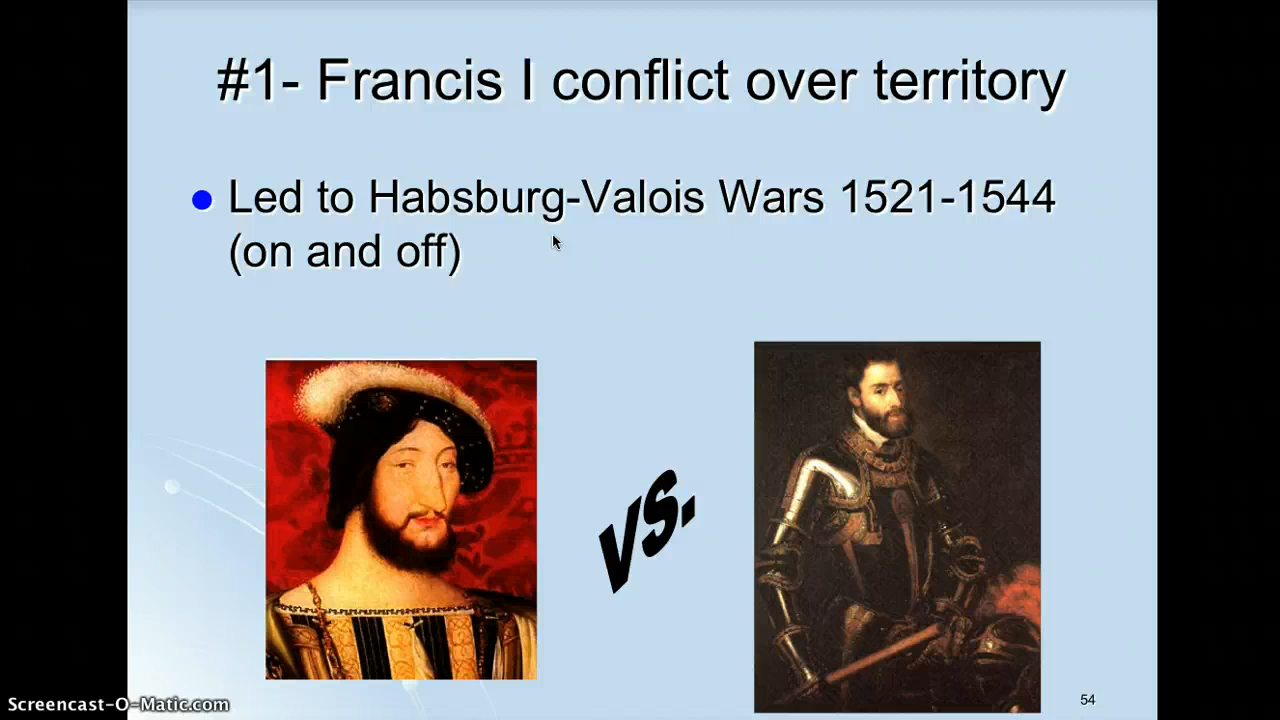 #1- Francis I conflict over territory
Led to Habsburg-Valois Wars 1521-1544
(on and off)
vs.
54
Screencast-O-Matic.com